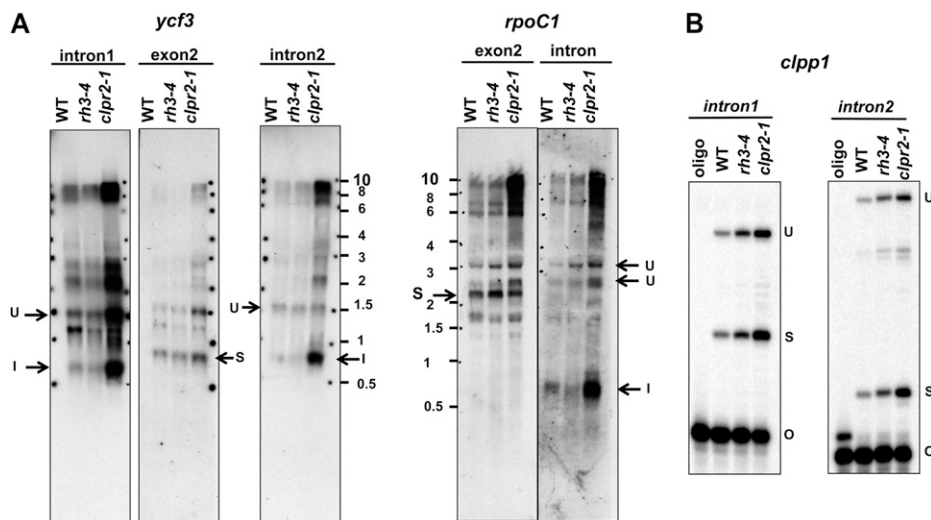 A
ycf3
intron1
exon2
intron2
WT
rh3-4
clpr2-1
WT
rh3-4
clpr2-1
WT
rh3-4
clpr2-1
10
8
6
4
3
2
1.5
1
0.5
U
I
S
U
I
rpoC1
exon2
intron
WT
rh3-4
clpr2-1
WT
rh3-4
clpr2-1
10
8
6
4
3
2
1.5
1
0.5
S
U
U
I
B
clpp1
intron1
intron2
oligo
WT
rh3-4
clpr2-1
oligo
WT
rh3-4
clpr2-1
U
S
O
U
S
O